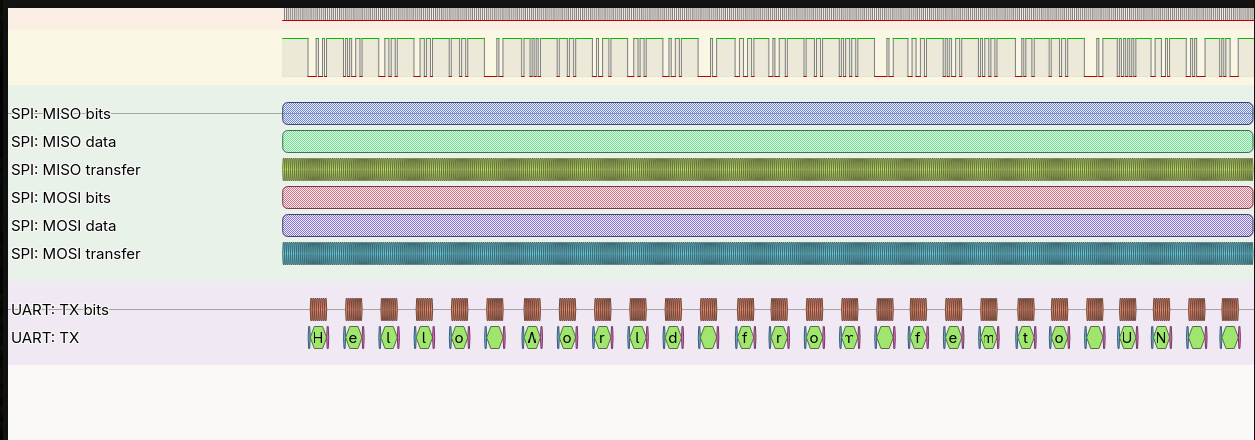 SPI: MISO bits
SPI: MISO data
SPI: MISO transfer
SPI: MOSI bits
SPI: MOSI data
SPI: MOSI transfer
UART: TX bits
UART: TX
H e l l o o r l d f r o m f e m t o U N